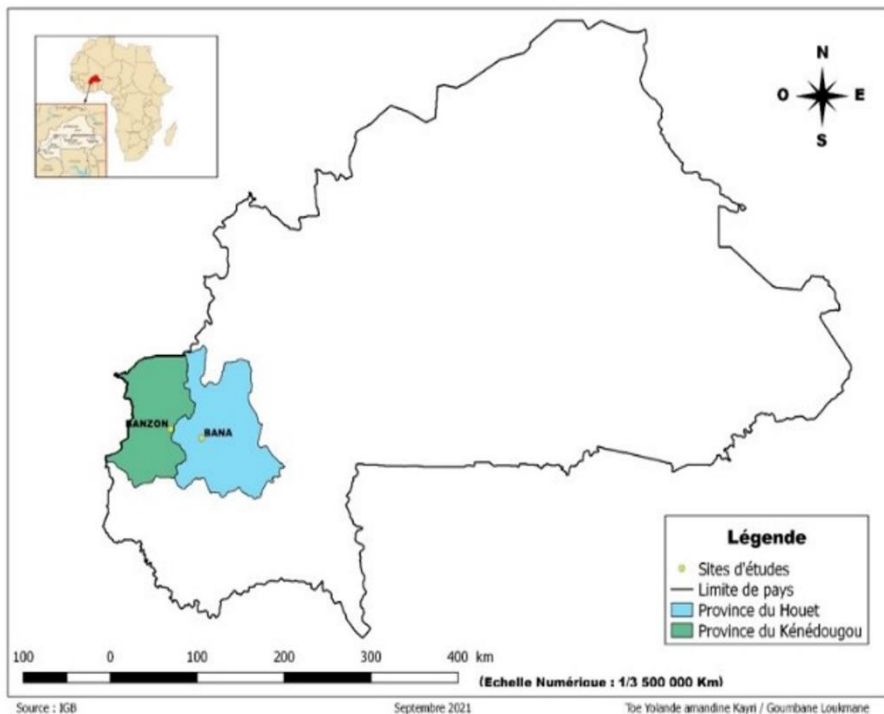 N
O E
S
BANZON
BANA
Légende
Sites d'études
Limite de pays
Province du Houet
Province du Kénédougou
100 0 100 200 300 400 km
(Echelle Numérique : 1/3 500 000 Km)
Source : IGB Septembre 2021 Toe Yolande amandine Kayri / Goumbane Loukmane